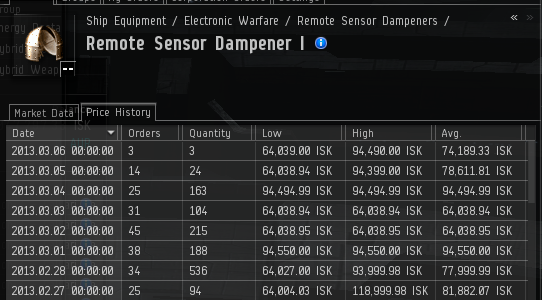 Ship Equipment / Electronic Warfare / Remote Sensor Dampeners /
Remote Sensor Dampener I
Market Data Price History
Date Orders Quantity Low High Avg.
2013.03.06 00:00:00 3 3 64,039.00 ISK 94,490.00 ISK 74,189.33 ISK
2013.03.05 00:00:00 14 24 64,038.94 ISK 94,399.00 ISK 78,611.81 ISK
2013.03.04 00:00:00 25 163 94,494.99 ISK 94,494.99 ISK 94,494.99 ISK
2013.03.03 00:00:00 31 104 64,038.94 ISK 64,038.94 ISK 64,038.94 ISK
2013.03.02 00:00:00 45 215 64,038.95 ISK 64,038.95 ISK 64,038.95 ISK
2013.03.01 00:00:00 38 188 94,550.00 ISK 94,550.00 ISK 94,550.00 ISK
2013.02.28 00:00:00 34 536 64,027.00 ISK 93,999.98 ISK 77,999.99 ISK
2013.02.27 00:00:00 25 94 64,004.03 ISK 118,999.98 ISK 81,882.07 ISK